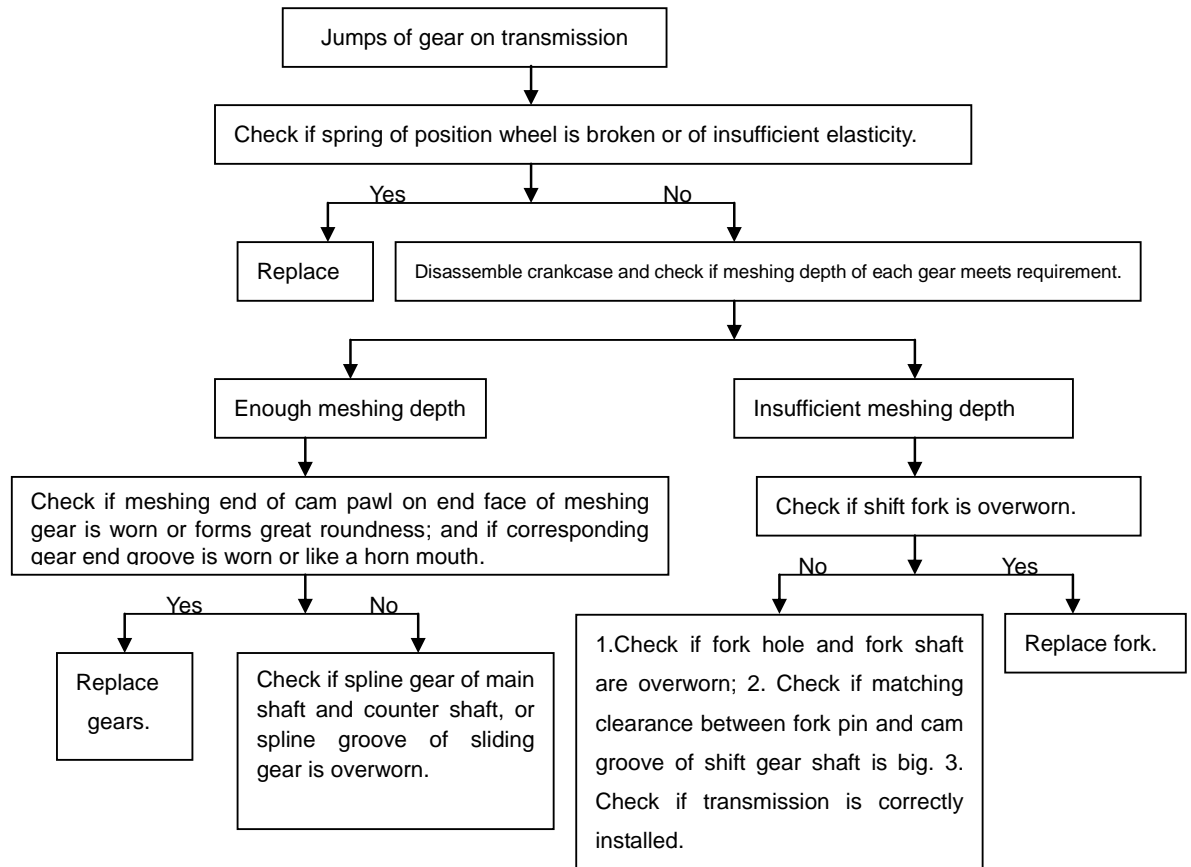 Jumps of gear on transmission
Check if spring of position wheel is broken or of insufficient elasticity.
Yes
No
Replace
Disassemble crankcase and check if meshing depth of each gear meets requirement.
Enough meshing depth
Insufficient meshing depth
Check if meshing end of cam pawl on end face of meshing
gear is worn or forms great roundness; and if corresponding
gear end groove is worn or like a horn mouth.
Check if shift fork is overworn.
Yes
No
No
Yes
Replace
gears.
Check if spline gear of main
shaft and counter shaft, or
spline groove of sliding
gear is overworn.
1.Check if fork hole and fork shaft
are overworn; 2. Check if matching
clearance between fork pin and cam
groove of shift gear shaft is big. 3.
Check if transmission is correctly
installed.
Replace fork.